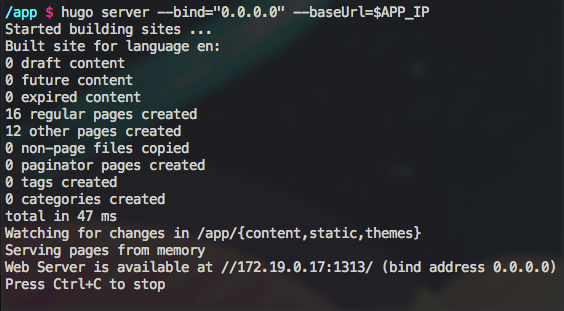 /app $ hugo server --bind="0.0.0.0" --baseUrl=$APP_IP
Started building sites ...
Built site for language en:
0 draft content
0 future content
0 expired content
16 regular pages created
12 other pages created
0 non-page files copied
0 paginator pages created
0 tags created
0 categories created
total in 47 ms
Watching for changes in /app/{content,static,themes}
Serving pages from memory
Web Server is available at //172.19.0.17:1313/ (bind address 0.0.0.0)
Press Ctrl+C to stop